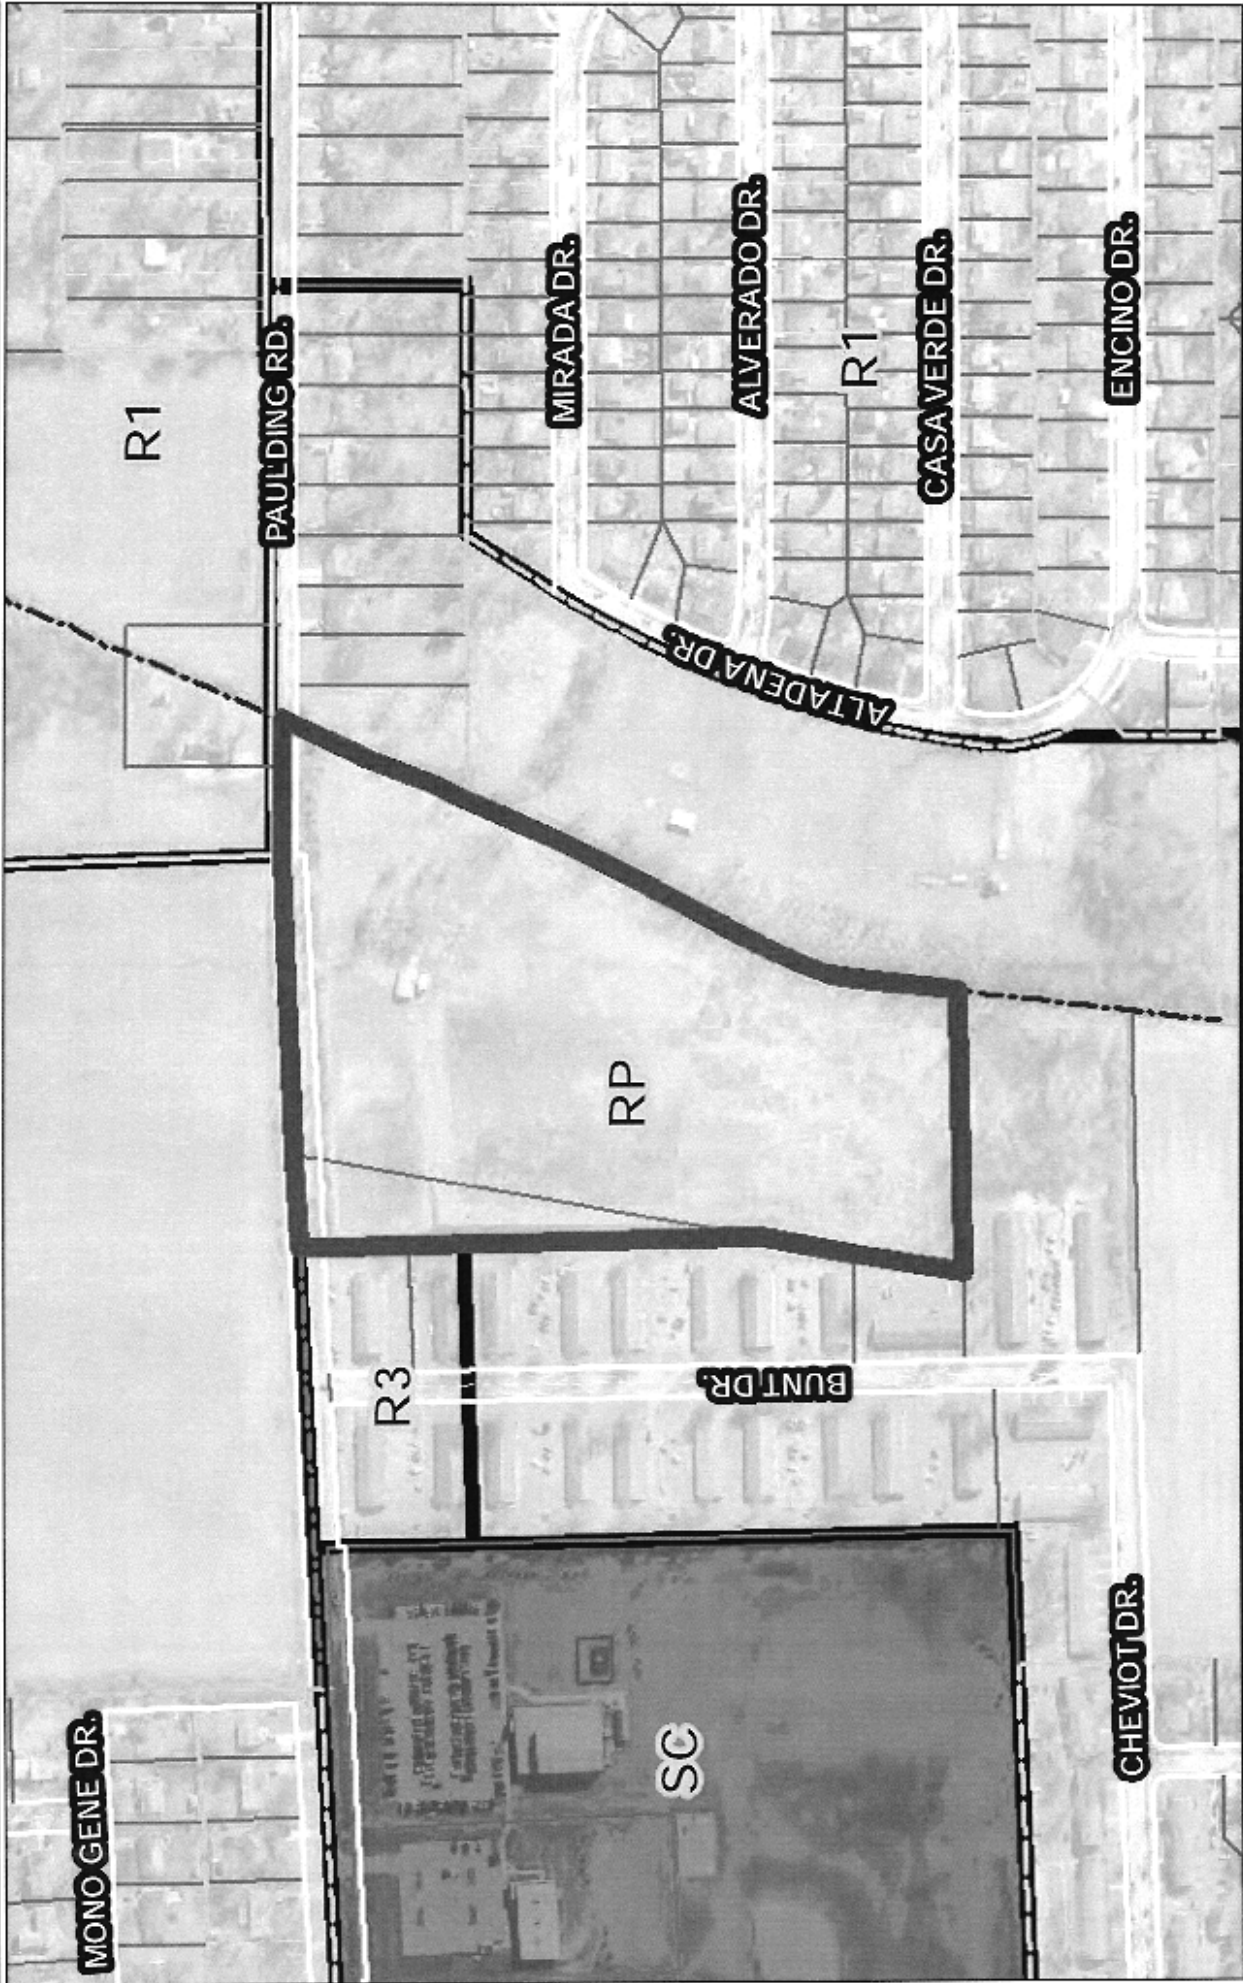 MONO GENE DR.
PAULDING RD.
R1
R3
SC
RP
BUNT DR.
CHEVIOT DR.
ALTADENA DR.
MIRADA DR.
ALVERADO DR.
R1
CASA VERDE DR.
ENCINO DR.